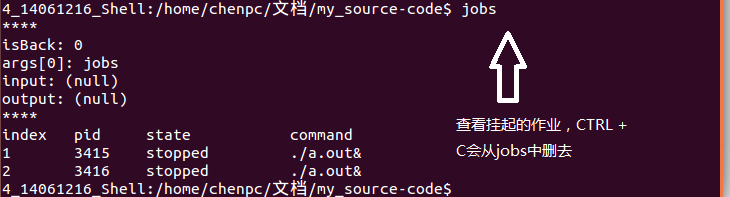 4_14061216_Shell:/home/chenpc/文档/my_source-code$ jobs
****
isBack: 0
args[0]: jobs
input: (null)
output: (null)
****
index pid state command
1 3415 stopped ./a.out&
2 3416 stopped ./a.out&
4_14061216_Shell:/home/chenpc/文档/my_source-code$
查看挂起的作业，CTRL +
C会从jobs中删去